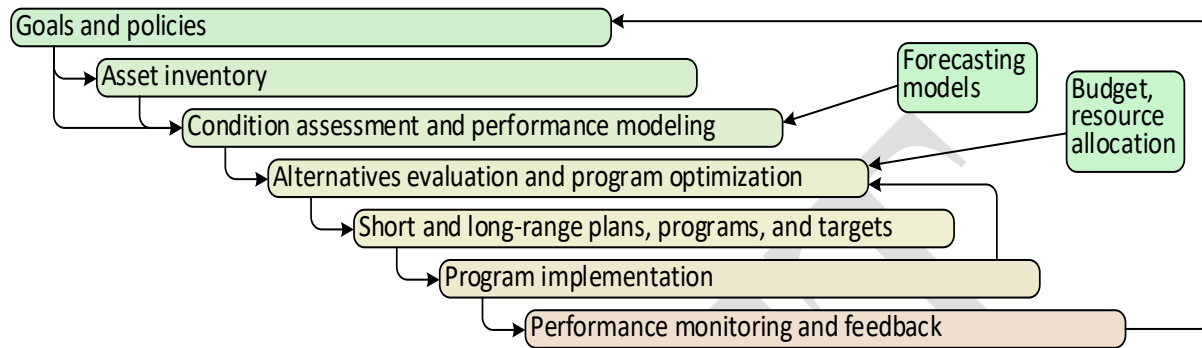 Goals and policies
Asset inventory
Forecasting
models
Budget,
resource
allocation
Condition assessment and performance modeling
Alternatives evaluation and program optimization
Short and long-range plans, programs, and targets
Program implementation
Performance monitoring and feedback